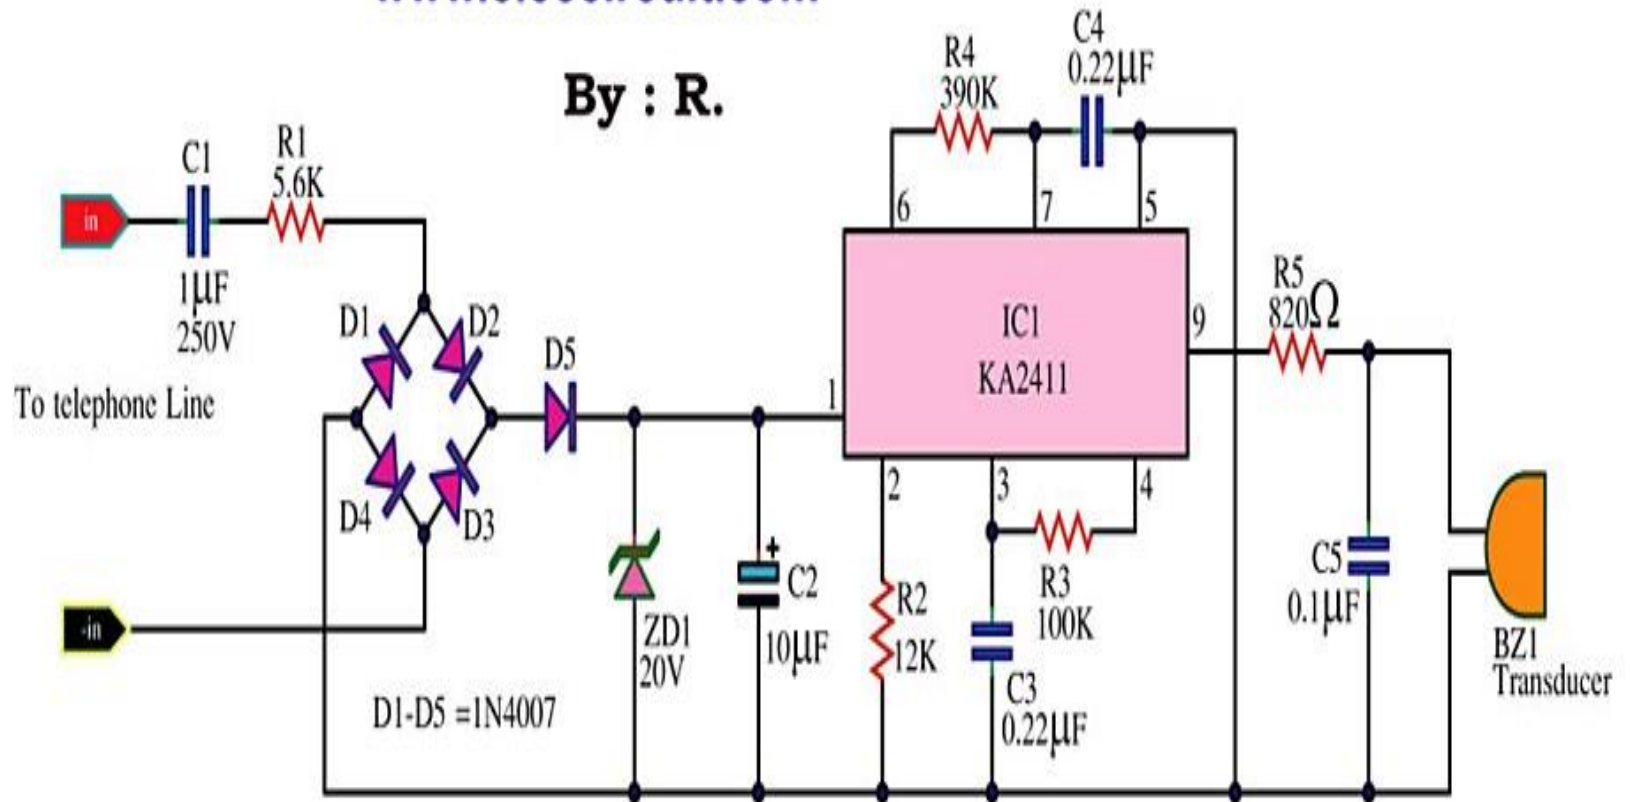 By : R.
C4
0.22µF
R4
390K
C1
R1
5.6K
in
6
7
5
1µF
250V
R5
820Ω
IC1
KA2411
9
D1
D2
D5
To telephone Line
1
2
3
4
D4
D3
-in
ZD1
20V
C2
+
10µF
R2
12K
R3
100K
C3
0.22µF
C5
0.1µF
BZ1
Transducer
D1-D5 =1N4007